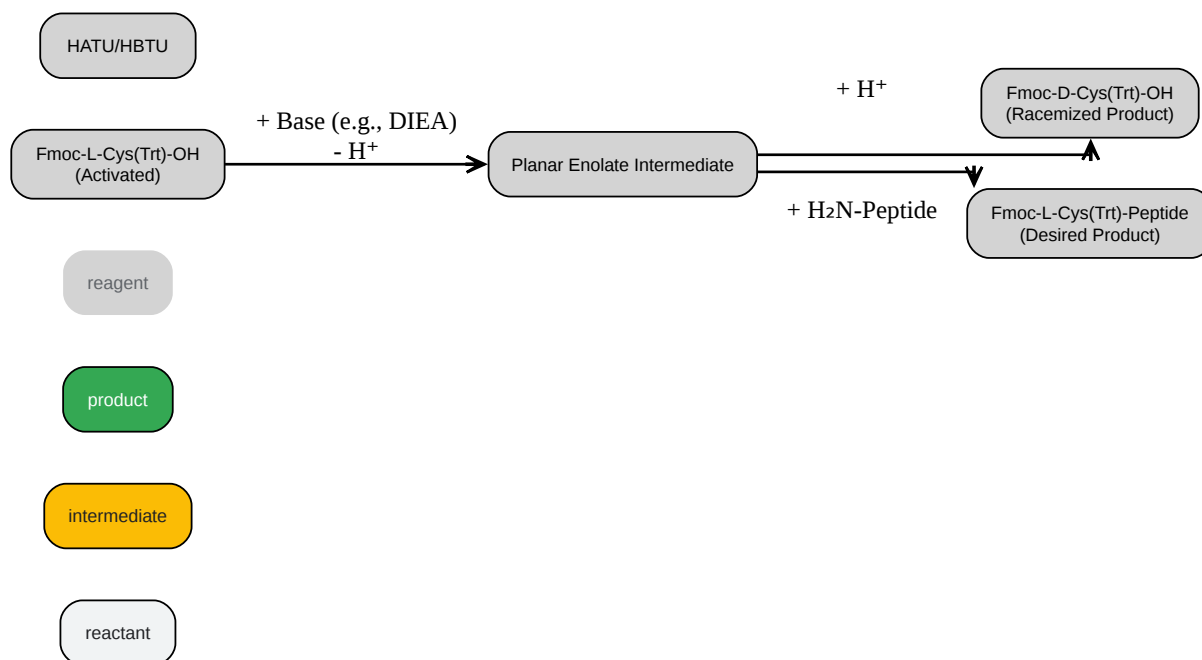 HATU/HBTU
Fmoc-L-Cys(Trt)-OH
(Activated)
+ Base (e.g., DIEA)
- H⁺
Planar Enolate Intermediate
+ H⁺
Fmoc-D-Cys(Trt)-OH
(Racemized Product)
+ H₂N-Peptide
Fmoc-L-Cys(Trt)-Peptide
(Desired Product)
reagent
product
intermediate
reactant